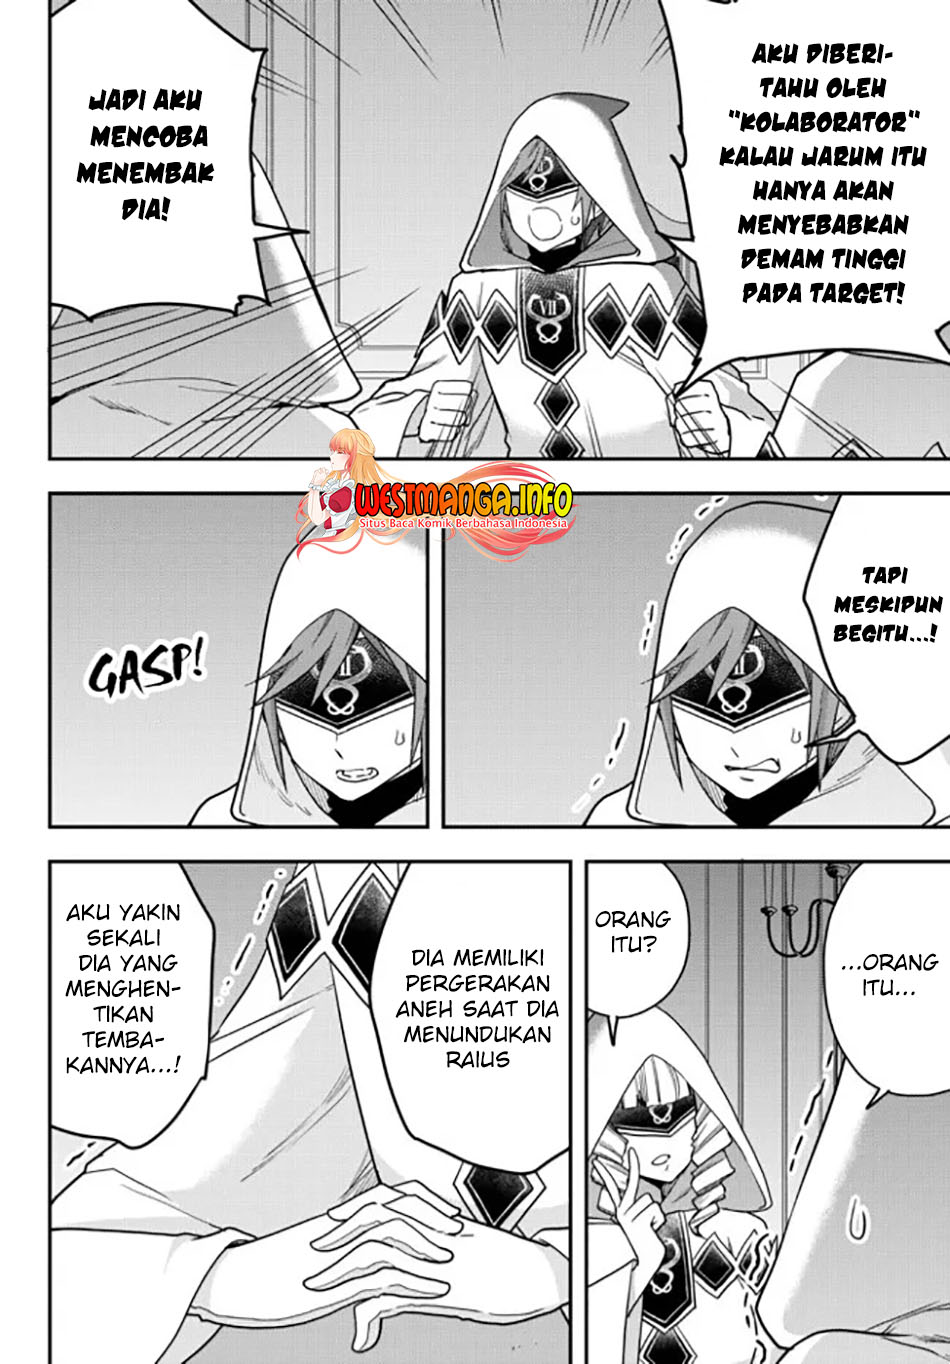 AKU DIBERI-
TAHU OLEH
"KOLABORATOR"
KALAU JARUM ITU
HANYA AKAN
MENYEBABKAN
DEMAM TINGGI
PADA TARGET!
JADI AKU
MENCOBA
MENEMBAK
DIA!
VII
WESTMANGA.INFO
Situs Baca Komik Berbahasa Indonesia
TAPI
MESKIPUN
BEGITU...!
GASP!
...ORANG
ITU...
ORANG
ITU?
DIA MEMILIKI
PERGERAKAN
ANEH SAAT DIA
MENUNDUKAN
RAIUS
AKU YAKIN
SEKALI
DIA YANG
MENGHEN-
TIKAN
TEMBA-
KANNYA...!